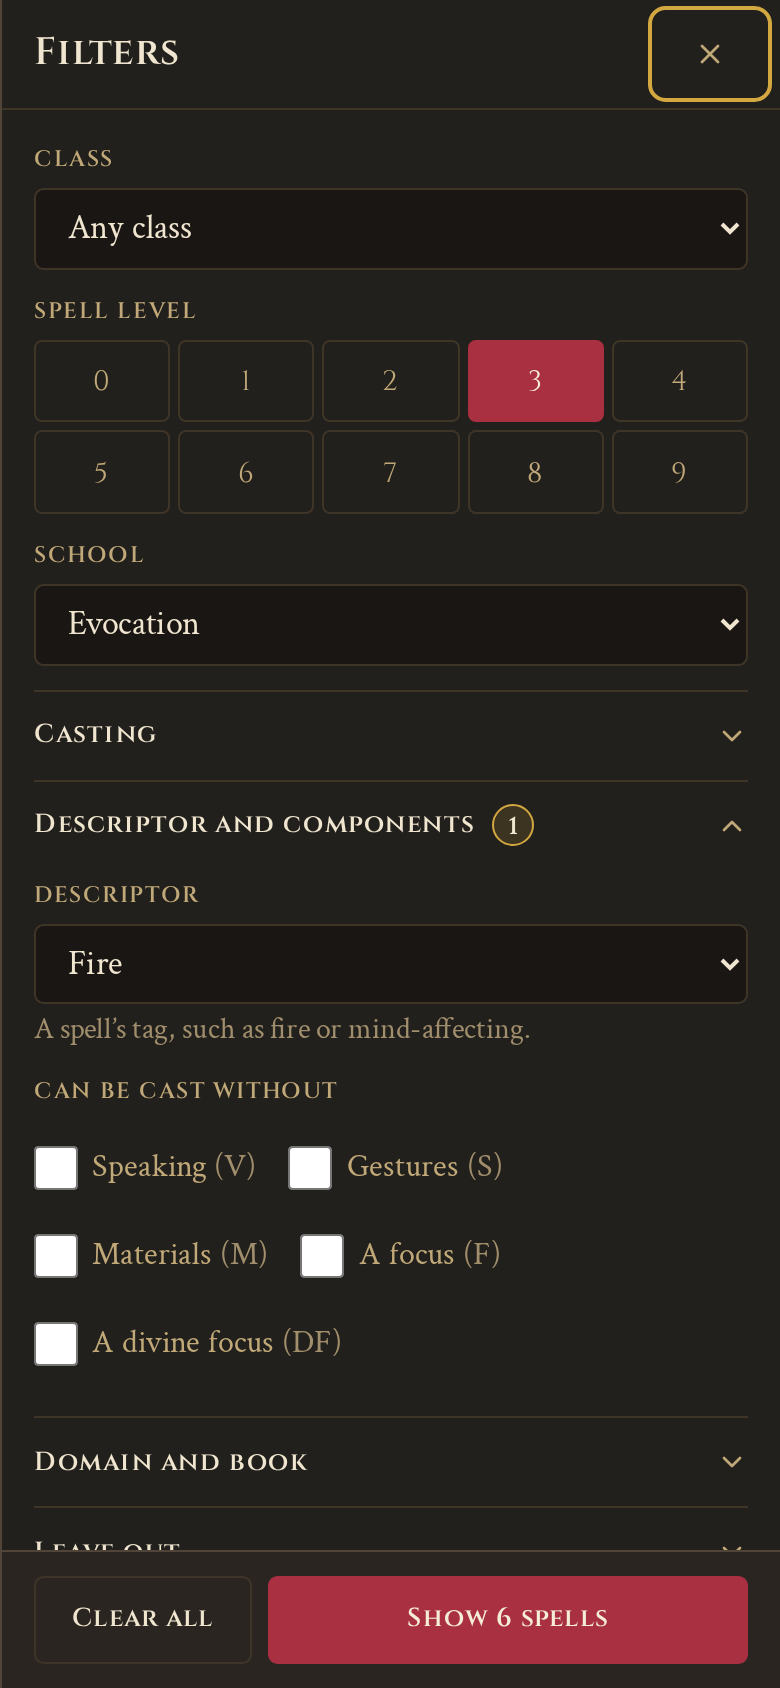 Filters
CLASS
Any class
SPELL LEVEL
0 1 2 3 4
5 6 7 8 9
SCHOOL
Evocation
Casting
Descriptor and components 1
DESCRIPTOR
Fire
A spell’s tag, such as fire or mind-affecting.
CAN BE CAST WITHOUT
Speaking (V) Gestures (S)
Materials (M) A focus (F)
A divine focus (DF)
Domain and book
Leave out
Clear all Show 6 spells